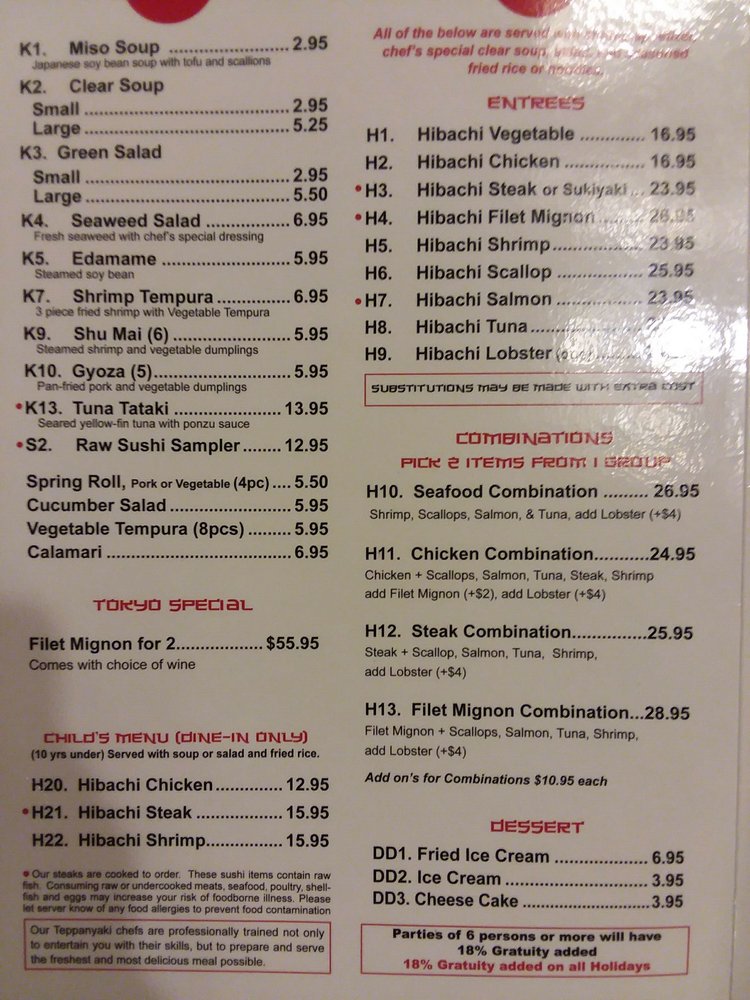 K1. Miso Soup .................... 2.95
Japanese soy bean soup with tofu and scallions
K2. Clear Soup
Small .................................. 2.95
Large .................................. 5.25
K3. Green Salad
Small .................................. 2.95
Large .................................. 5.50
K4. Seaweed Salad .............. 6.95
Fresh seaweed with chef's special dressing
K5. Edamame ..................... 5.95
Steamed soy bean
K7. Shrimp Tempura ............ 6.95
3 piece fried shrimp with Vegetable Tempura
K9. Shu Mai (6) ................... 5.95
Steamed shrimp and vegetable dumplings
K10. Gyoza (5)....................... 5.95
Pan-fried pork and vegetable dumplings
• K13. Tuna Tataki .................. 13.95
Seared yellow-fin tuna with ponzu sauce
• S2. Raw Sushi Sampler ....... 12.95
Spring Roll, Pork or Vegetable (4pc) .... 5.50
Cucumber Salad .................... 5.95
Vegetable Tempura (8pcs) ......... 5.95
Calamari ............................... 6.95
TOKYO SPECIAL
Filet Mignon for 2.................. $55.95
Comes with choice of wine
CHILD'S MENU (DINE-IN ONLY)
(10 yrs under) Served with soup or salad and fried rice.
H20. Hibachi Chicken .............. 12.95
• H21. Hibachi Steak ................ 15.95
H22. Hibachi Shrimp............... 15.95
• Our steaks are cooked to order. These sushi items contain raw
fish. Consuming raw or undercooked meats, seafood, poultry, shell-
fish and eggs may increase your risk of foodborne illness. Please
let server know of any food allergies to prevent food contamination
Our Teppanyaki chefs are professionally trained not only
to entertain you with their skills, but to prepare and serve
the freshest and most delicious meal possible.
All of the below are served
chef's special clear soup, seasoned
fried rice or noodles.
ENTREES
H1. Hibachi Vegetable ............. 16.95
H2. Hibachi Chicken ................ 16.95
• H3. Hibachi Steak or Sukiyaki ... 23.95
• H4. Hibachi Filet Mignon ......... 26.95
H5. Hibachi Shrimp................. 23.95
H6. Hibachi Scallop ................ 25.95
• H7. Hibachi Salmon ................ 23.95
H8. Hibachi Tuna ..................
H9. Hibachi Lobster
SUBSTITUTIONS MAY BE MADE WITH EXTRA COST
COMBINATIONS
PICK 2 ITEMS FROM 1 GROUP
H10. Seafood Combination ......... 26.95
Shrimp, Scallops, Salmon, & Tuna, add Lobster (+$4)
H11. Chicken Combination...........24.95
Chicken + Scallops, Salmon, Tuna, Steak, Shrimp
add Filet Mignon (+$2), add Lobster (+$4)
H12. Steak Combination...............25.95
Steak + Scallop, Salmon, Tuna, Shrimp,
add Lobster (+$4)
H13. Filet Mignon Combination...28.95
Filet Mignon + Scallops, Salmon, Tuna, Shrimp,
add Lobster (+$4)
Add on's for Combinations $10.95 each
DESSERT
DD1. Fried Ice Cream .................. 6.95
DD2. Ice Cream ........................... 3.95
DD3. Cheese Cake ........................3.95
Parties of 6 persons or more will have
18% Gratuity added
18% Gratuity added on all Holidays